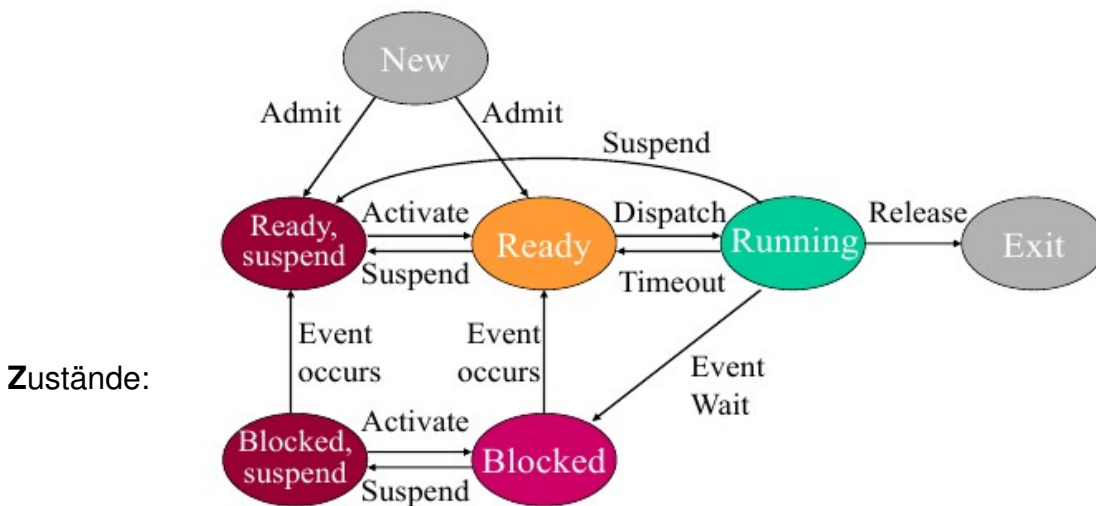 New
Admit
Admit
Suspend
Ready,
suspend
Activate
Suspend
Ready
Dispatch
Timeout
Running
Release
Exit
Event
occurs
Event
occurs
Event
Wait
Zustände:
Blocked,
suspend
Activate
Suspend
Blocked